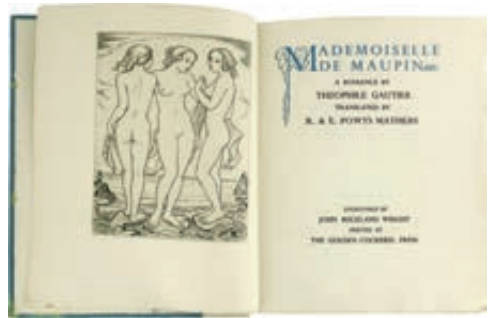 MADEMOISELLE
DE MAUPIN
A ROMANCE BY
THÉOPHILE GAUTIER
TRANSLATED BY
R. & E. POWYS MATHERS
ENGRAVINGS BY
JOHN BUCKLAND WRIGHT
PRINTED AT
THE GOLDEN COCKEREL PRESS